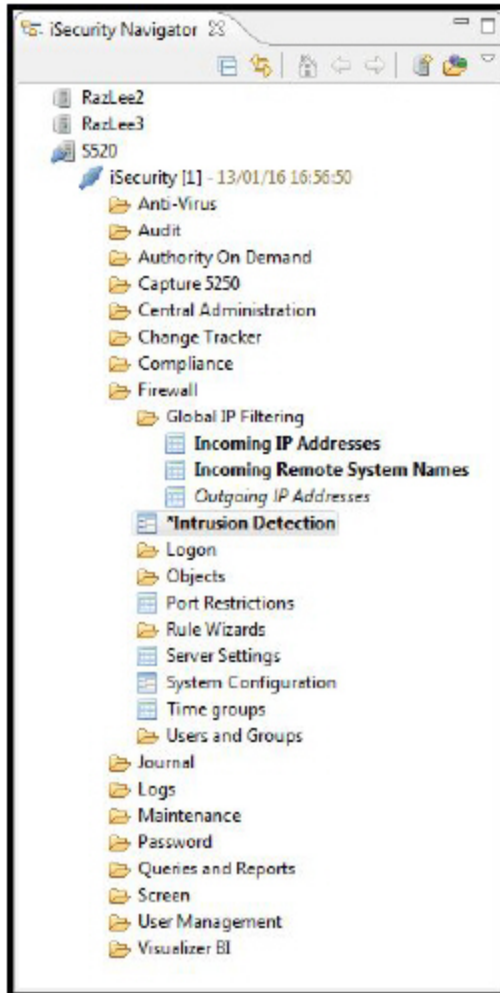 iSecurity Navigator
RazLee2
RazLee3
S520
iSecurity [1] - 13/01/16 16:56:50
Anti-Virus
Audit
Authority On Demand
Capture 5250
Central Administration
Change Tracker
Compliance
Firewall
Global IP Filtering
Incoming IP Addresses
Incoming Remote System Names
Outgoing IP Addresses
*Intrusion Detection
Logon
Objects
Port Restrictions
Rule Wizards
Server Settings
System Configuration
Time groups
Users and Groups
Journal
Logs
Maintenance
Password
Queries and Reports
Screen
User Management
Visualizer BI